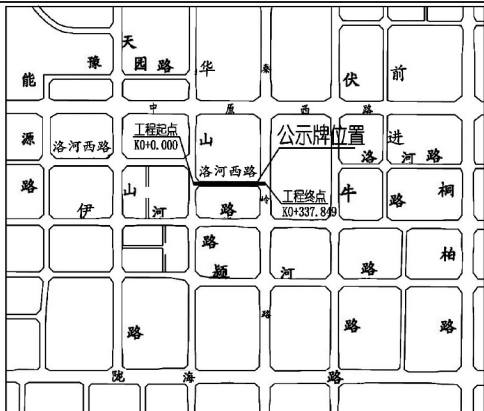 能源路
天山路
华山路
秦岭路
伏牛路
前进路
桐柏路
豫园路
中原西路
工程起点
K0+0.000
公示牌位置
洛河西路
洛河西路
洛河路
工程终点
K0+337.849
伊河路
颍河路
陇海路